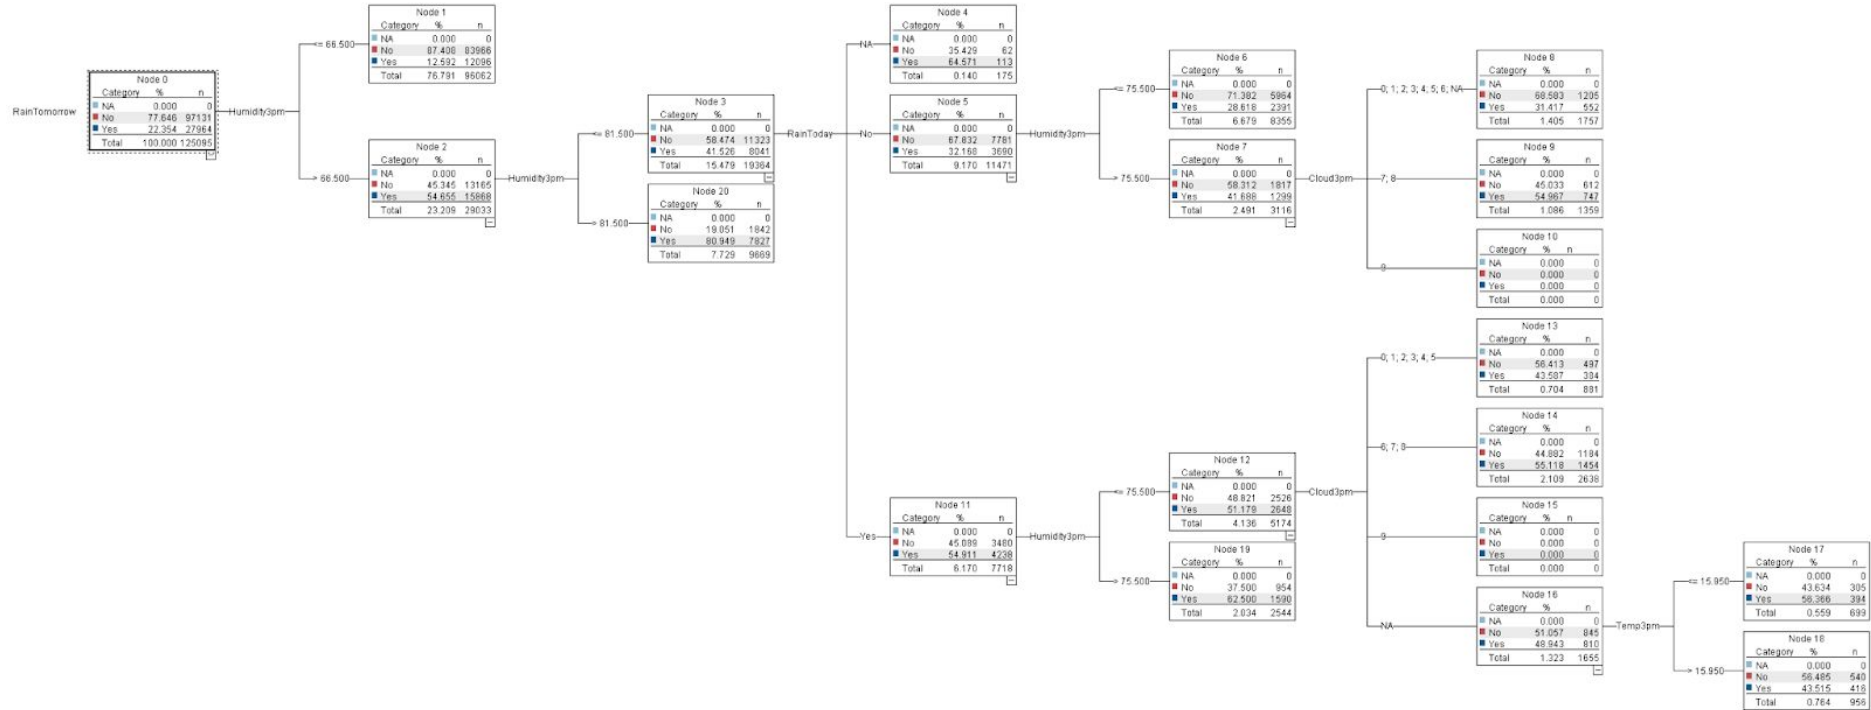 RainTomorrow
Node 0
Category % n
NA 0.000 0
No 77.646 97131
Yes 22.354 27964
Total 100.000 125095
Humidity3pm
<= 66.500
Node 1
Category % n
NA 0.000 0
No 87.408 83966
Yes 12.592 12096
Total 76.791 96062
> 66.500
Node 2
Category % n
NA 0.000 0
No 45.345 13165
Yes 54.655 15868
Total 23.209 29033
Humidity3pm
<= 81.500
Node 3
Category % n
NA 0.000 0
No 58.474 11323
Yes 41.526 8041
Total 15.479 19364
> 81.500
Node 20
Category % n
NA 0.000 0
No 19.051 1842
Yes 80.949 7827
Total 7.729 9669
RainToday
NA
Node 4
Category % n
NA 0.000 0
No 35.429 62
Yes 64.571 113
Total 0.140 175
No
Node 5
Category % n
NA 0.000 0
No 67.832 7781
Yes 32.168 3690
Total 9.170 11471
Yes
Node 11
Category % n
NA 0.000 0
No 45.089 3480
Yes 54.911 4238
Total 6.170 7718
Humidity3pm
<= 75.500
Node 6
Category % n
NA 0.000 0
No 71.382 5964
Yes 28.618 2391
Total 6.679 8355
> 75.500
Node 7
Category % n
NA 0.000 0
No 58.312 1817
Yes 41.688 1299
Total 2.491 3116
Humidity3pm
<= 75.500
Node 12
Category % n
NA 0.000 0
No 48.821 2526
Yes 51.179 2648
Total 4.136 5174
> 75.500
Node 19
Category % n
NA 0.000 0
No 37.500 954
Yes 62.500 1590
Total 2.034 2544
Cloud3pm
0; 1; 2; 3; 4; 5; 6; NA
Node 8
Category % n
NA 0.000 0
No 68.583 1205
Yes 31.417 552
Total 1.405 1757
7; 8
Node 9
Category % n
NA 0.000 0
No 45.033 612
Yes 54.967 747
Total 1.086 1359
9
Node 10
Category % n
NA 0.000 0
No 0.000 0
Yes 0.000 0
Total 0.000 0
Cloud3pm
0; 1; 2; 3; 4; 5
Node 13
Category % n
NA 0.000 0
No 56.413 497
Yes 43.587 384
Total 0.704 881
6; 7; 8
Node 14
Category % n
NA 0.000 0
No 44.882 1184
Yes 55.118 1454
Total 2.109 2638
9
Node 15
Category % n
NA 0.000 0
No 0.000 0
Yes 0.000 0
Total 0.000 0
NA
Node 16
Category % n
NA 0.000 0
No 51.057 845
Yes 48.943 810
Total 1.323 1655
Temp3pm
<= 15.950
Node 17
Category % n
NA 0.000 0
No 43.634 305
Yes 56.366 394
Total 0.559 699
> 15.950
Node 18
Category % n
NA 0.000 0
No 56.485 540
Yes 43.515 416
Total 0.764 956